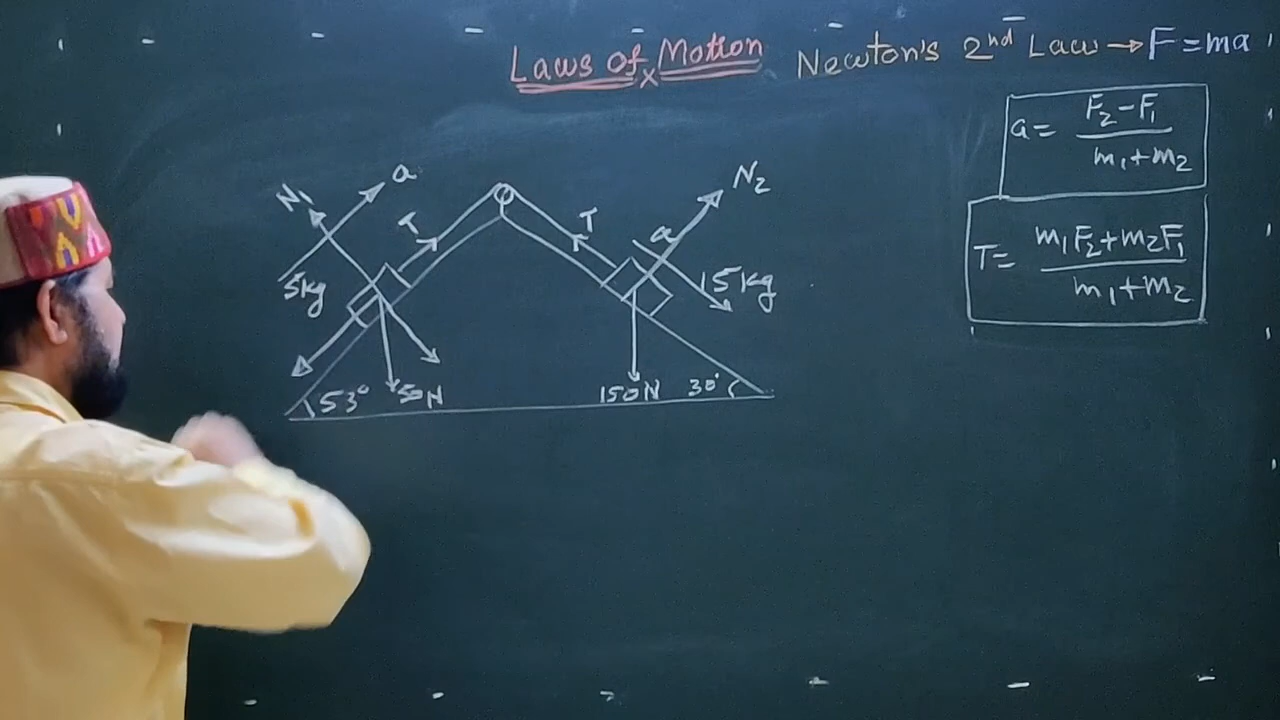 Laws of Motion Newton's 2nd Law → F = ma
x
a = F₂ - F₁ / m₁ + m₂
T = m₁F₂ + m₂F₁ / m₁ + m₂
N₁ a
N₂
T T a
5kg 15kg
53° 50N 150N 30°